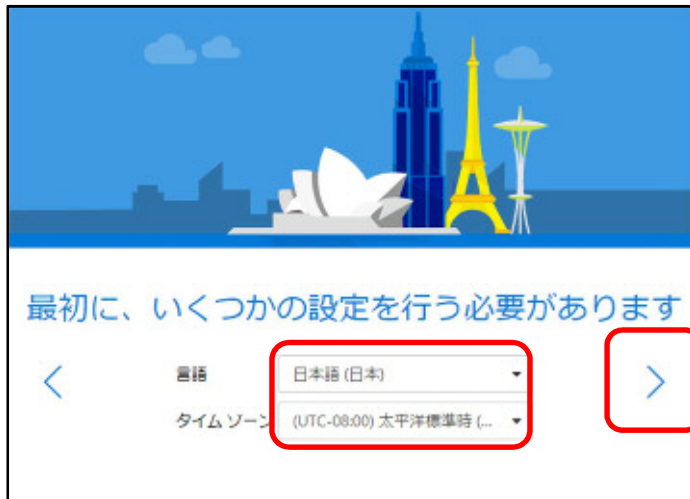 最初に、いくつかの設定を行う必要があります
言語 日本語 (日本)
タイム ゾーン (UTC-08:00) 太平洋標準時 (...